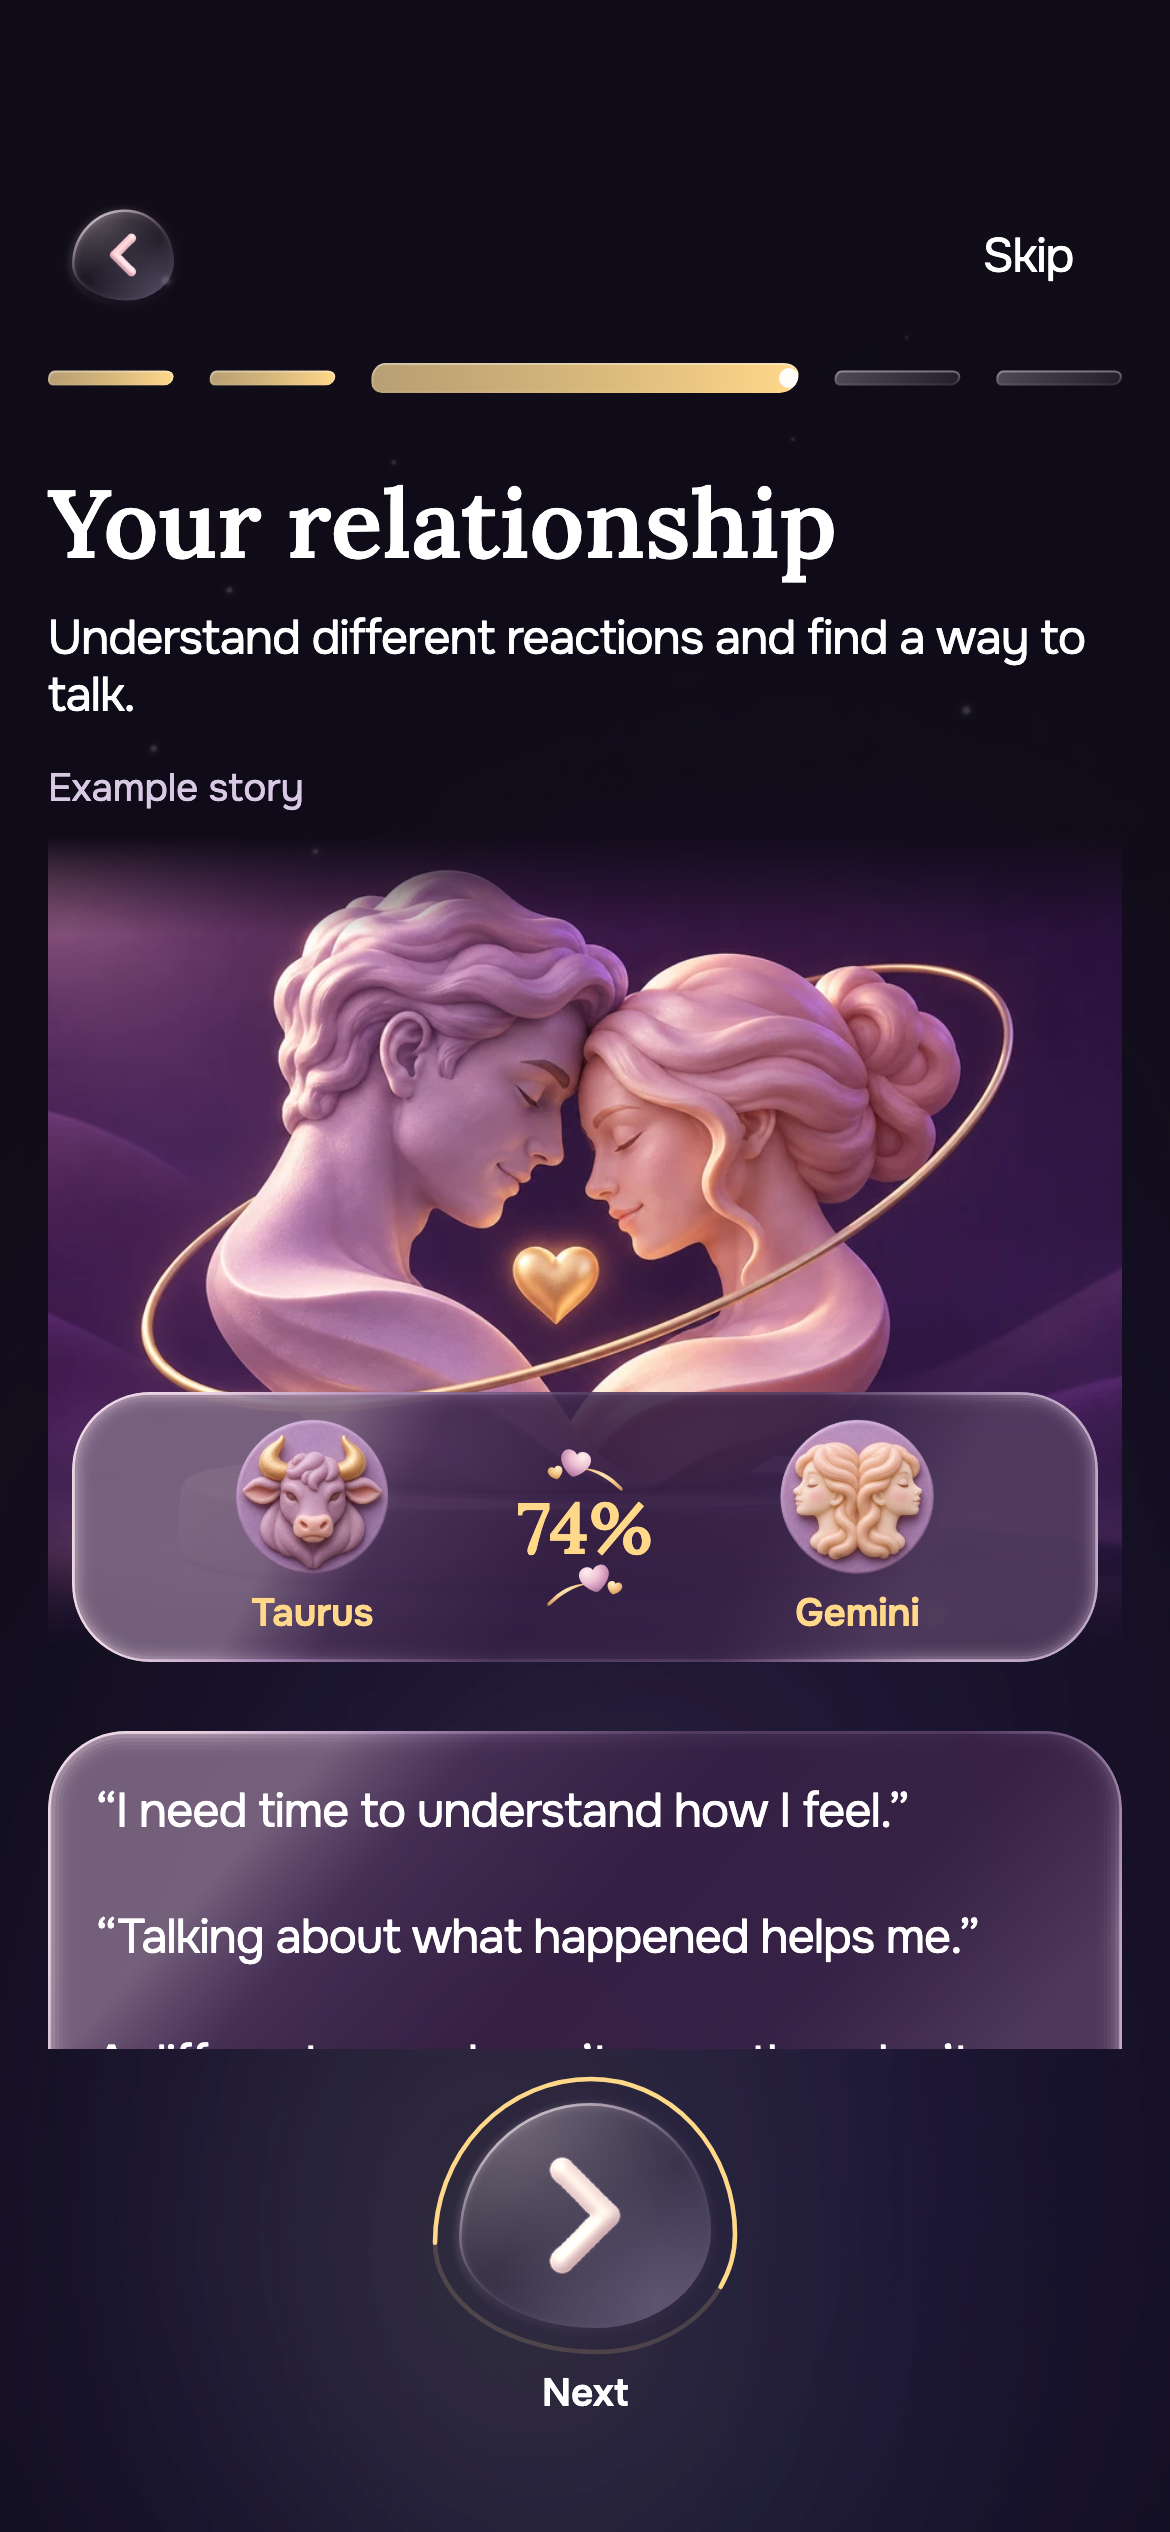 Skip
Your relationship
Understand different reactions and find a way to
talk.
Example story
74%
Taurus
Gemini
“I need time to understand how I feel.”
“Talking about what happened helps me.”
Next